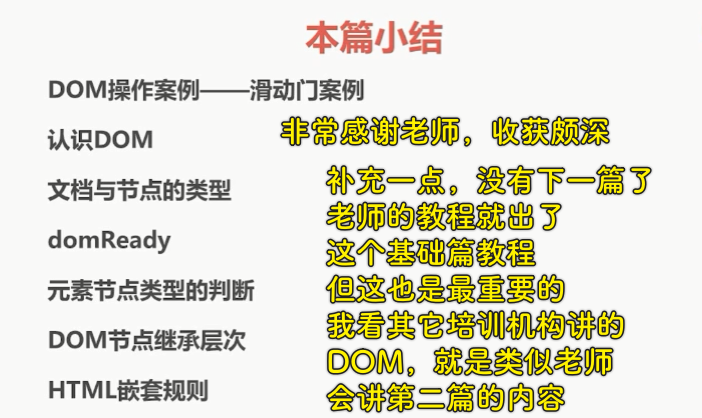 本篇小结
DOM操作案例——滑动门案例
认识DOM
非常感谢老师，收获颇深
文档与节点的类型
补充一点，没有下一篇了
老师的教程就出了
domReady
这个基础篇教程
元素节点类型的判断
但这也是最重要的
我看其它培训机构讲的
DOM节点继承层次
DOM，就是类似老师
HTML嵌套规则
会讲第二篇的内容